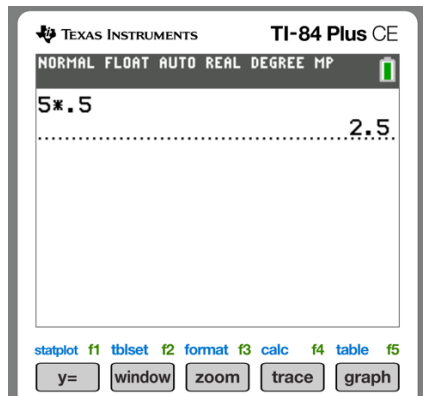 TEXAS INSTRUMENTS TI-84 Plus CE
NORMAL FLOAT AUTO REAL DEGREE MP
5*.5
2.5
statplot f1 tblset f2 format f3 calc f4 table f5
y= window zoom trace graph